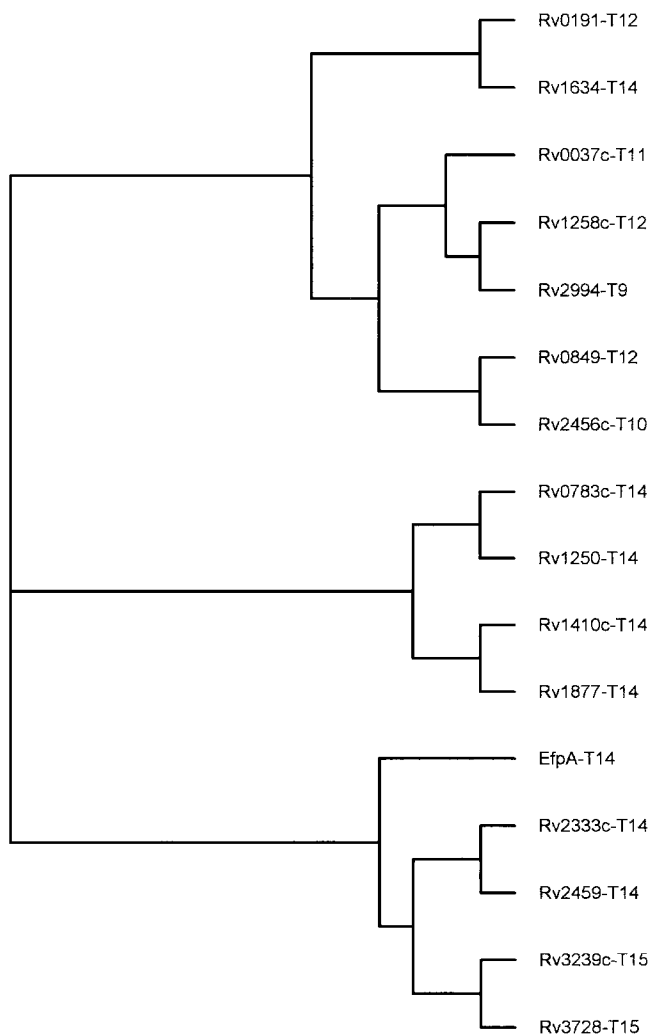 Rv0191-T12
Rv1634-T14
Rv0037c-T11
Rv1258c-T12
Rv2994-T9
Rv0849-T12
Rv2456c-T10
Rv0783c-T14
Rv1250-T14
Rv1410c-T14
Rv1877-T14
EfpA-T14
Rv2333c-T14
Rv2459-T14
Rv3239c-T15
Rv3728-T15